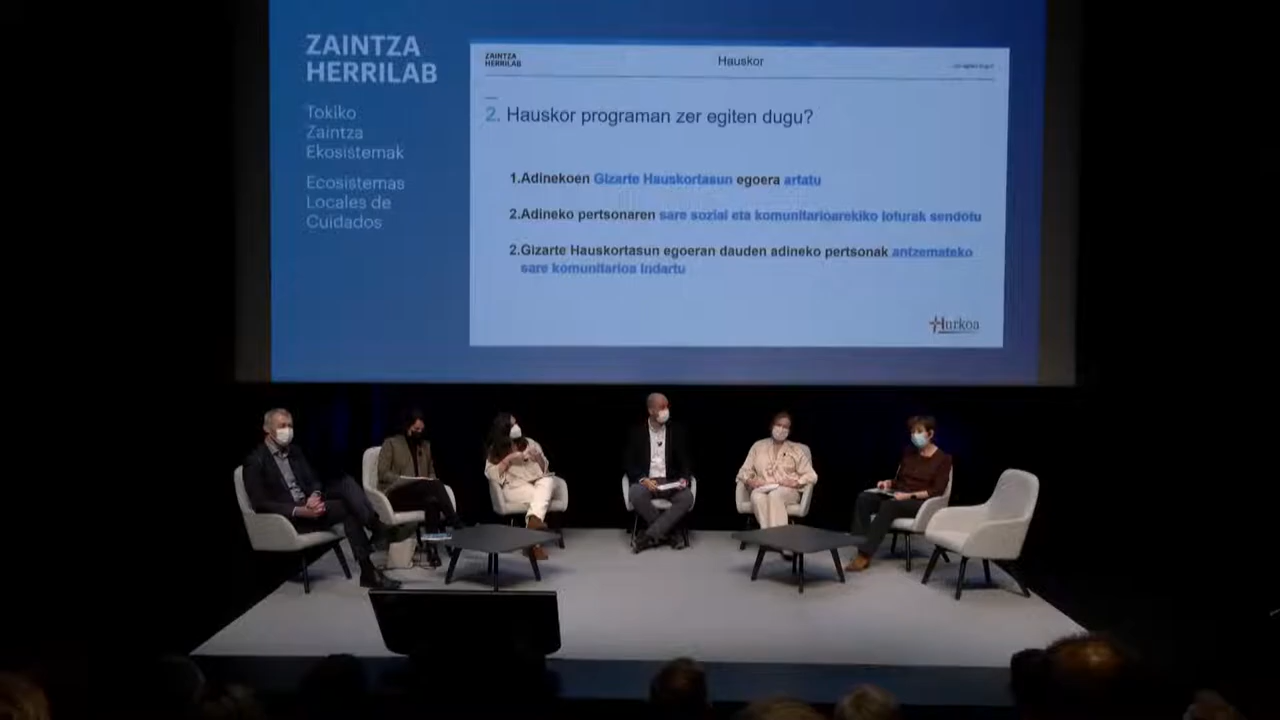 ZAINTZA
HERRILAB
Tokiko
Zaintza
Ekosistemak
Ecosistemas
Locales de
Cuidados
ZAINTZA
HERRILAB
Hauskor
2. Hauskor programan zer egiten dugu?
1.Adinekoen Gizarte Hauskortasun egoera artatu
2.Adineko pertsonaren sare sozial eta komunitarioarekiko loturak sendotu
2.Gizarte Hauskortasun egoeran dauden adineko pertsonak antzemateko
sare komunitarioa indartu
Hurkoa